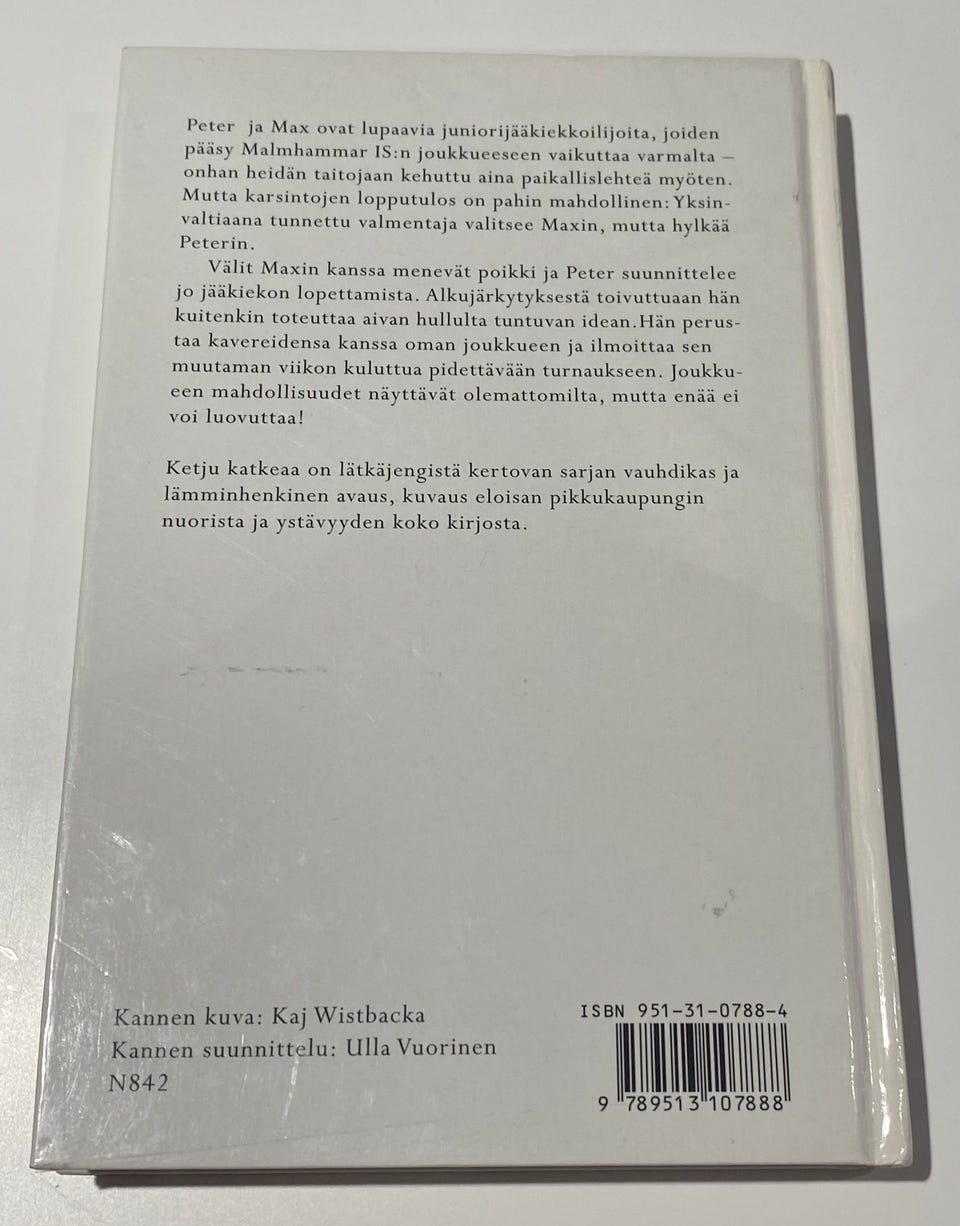 Peter ja Max ovat lupaavia juniorijääkiekkoilijoita, joiden
pääsy Malmhammar IS:n joukkueeseen vaikuttaa varmalta –
onhan heidän taitojaan kehuttu aina paikallislehteä myöten.
Mutta karsintojen lopputulos on pahin mahdollinen: Yksin-
valtiaana tunnettu valmentaja valitsee Maxin, mutta hylkää
Peterin.
Välit Maxin kanssa menevät poikki ja Peter suunnittelee
jo jääkiekon lopettamista. Alkujärkytyksestä toivuttuaan hän
kuitenkin toteuttaa aivan hullulta tuntuvan idean. Hän perus-
taa kavereidensa kanssa oman joukkueen ja ilmoittaa sen
muutaman viikon kuluttua pidettävään turnaukseen. Joukku-
een mahdollisuudet näyttävät olemattomilta, mutta enää ei
voi luovuttaa!
Ketju katkeaa on lätkäjengistä kertovan sarjan vauhdikas ja
lämminhenkinen avaus, kuvaus eloisan pikkukaupungin
nuorista ja ystävyyden koko kirjosta.
Kannen kuva: Kaj Wistbacka
Kannen suunnittelu: Ulla Vuorinen
N842
ISBN 951-31-0788-4
9 789513 107888